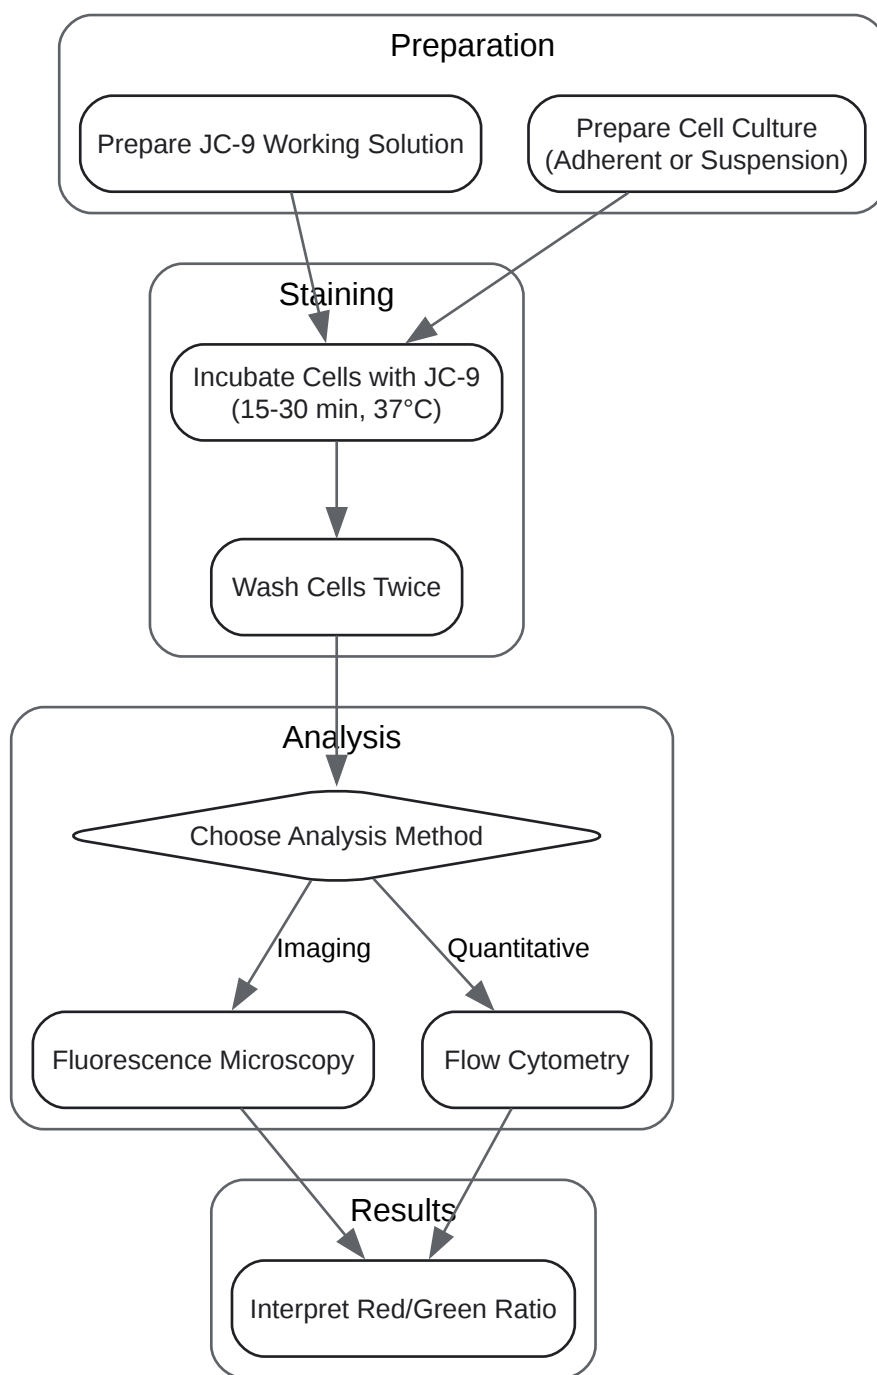 Preparation
Prepare JC-9 Working Solution
Prepare Cell Culture
(Adherent or Suspension)
Staining
Incubate Cells with JC-9
(15-30 min, 37°C)
Wash Cells Twice
Analysis
Choose Analysis Method
Imaging
Quantitative
Fluorescence Microscopy
Flow Cytometry
Results
Interpret Red/Green Ratio